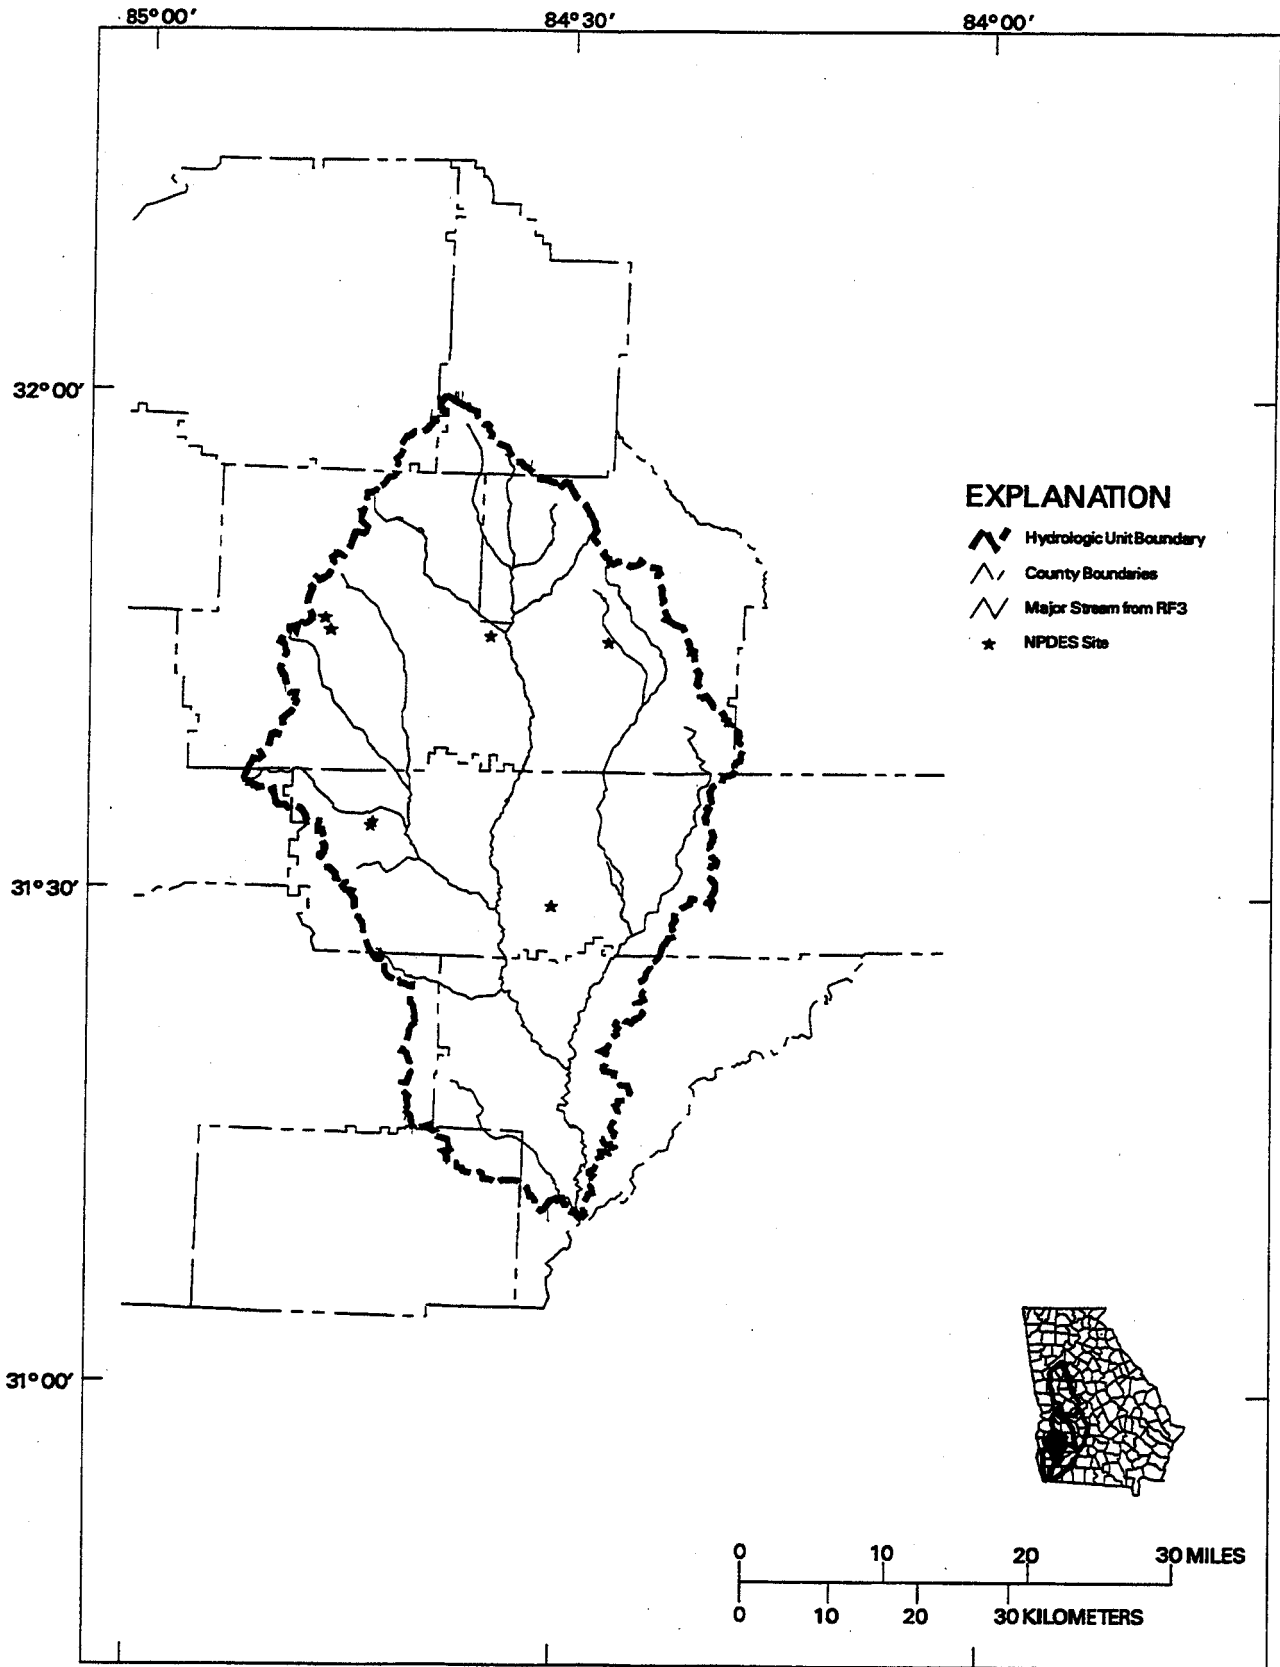 85°00′ 84°30′ 84°00′
32°00′
EXPLANATION
Hydrologic Unit Boundary
County Boundaries
Major Stream from RF3
NPDES Site
31°30′
31°00′
0 10 20 30 MILES
0 10 20 30 KILOMETERS